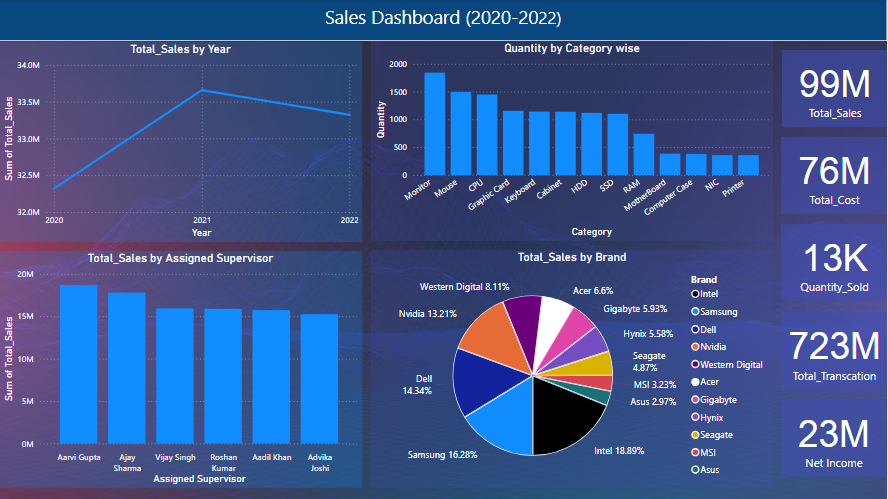 Sales Dashboard (2020-2022)
Total_Sales by Year
34.0M
33.5M
33.0M
32.5M
32.0M
Sum of Total_Sales
2020
2021
2022
Year
Quantity by Category wise
2000
1500
1000
500
0
Quantity
Monitor
Mouse
CPU
Graphic Card
Keyboard
Cabinet
HDD
SSD
RAM
MotherBoard
Computer Case
NIC
Printer
Category
99M
Total_Sales
76M
Total_Cost
13K
Quantity_Sold
723M
Total_Transcation
23M
Net Income
Total_Sales by Assigned Supervisor
20M
15M
10M
5M
0M
Sum of Total_Sales
Aarvi Gupta
Ajay
Sharma
Vijay Singh
Roshan
Kumar
Aadil Khan
Advika
Joshi
Assigned Supervisor
Total_Sales by Brand
Western Digital 8.11%
Acer 6.6%
Gigabyte 5.93%
Nvidia 13.21%
Hynix 5.58%
Seagate
4.87%
Dell
14.34%
MSI 3.23%
Asus 2.97%
Samsung 16.28%
Intel 18.89%
Brand
Intel
Samsung
Dell
Nvidia
Western Digital
Acer
Gigabyte
Hynix
Seagate
MSI
Asus